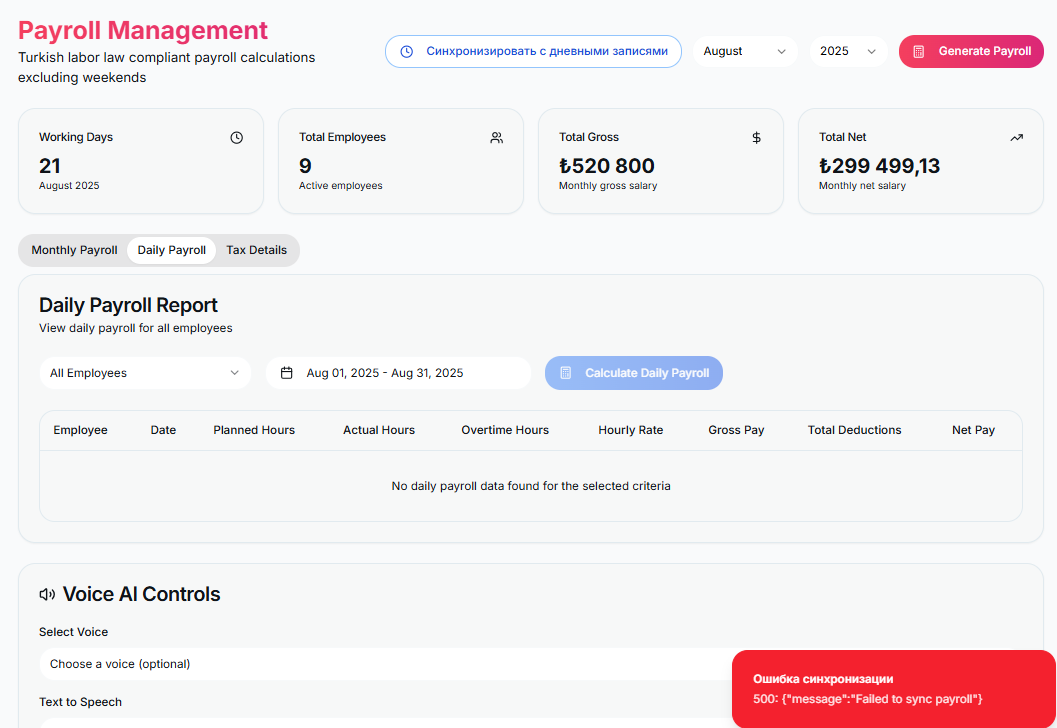 Payroll Management
Turkish labor law compliant payroll calculations
excluding weekends
Синхронизировать с дневными записями
August
2025
Generate Payroll
Working Days
21
August 2025
Total Employees
9
Active employees
Total Gross
₺520 800
Monthly gross salary
Total Net
₺299 499,13
Monthly net salary
Monthly Payroll
Daily Payroll
Tax Details
Daily Payroll Report
View daily payroll for all employees
All Employees
Aug 01, 2025 - Aug 31, 2025
Calculate Daily Payroll
Employee Date Planned Hours Actual Hours Overtime Hours Hourly Rate Gross Pay Total Deductions Net Pay
No daily payroll data found for the selected criteria
Voice AI Controls
Select Voice
Choose a voice (optional)
Text to Speech
Ошибка синхронизации
500: {"message":"Failed to sync payroll"}